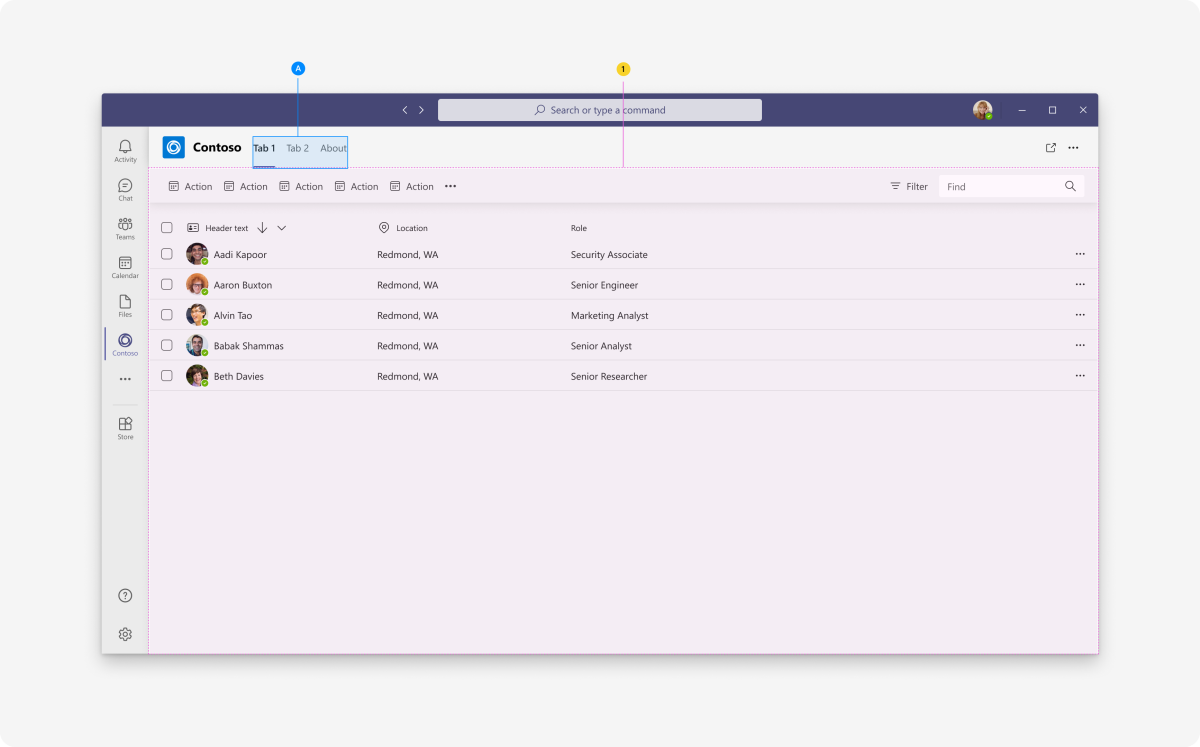 A
1
Search or type a command
Contoso Tab 1 Tab 2 About
Activity
Chat
Teams
Calendar
Files
Contoso
Store
Action Action Action Action Action Filter Find
Header text Location Role
Aadi Kapoor Redmond, WA Security Associate
Aaron Buxton Redmond, WA Senior Engineer
Alvin Tao Redmond, WA Marketing Analyst
Babak Shammas Redmond, WA Senior Analyst
Beth Davies Redmond, WA Senior Researcher